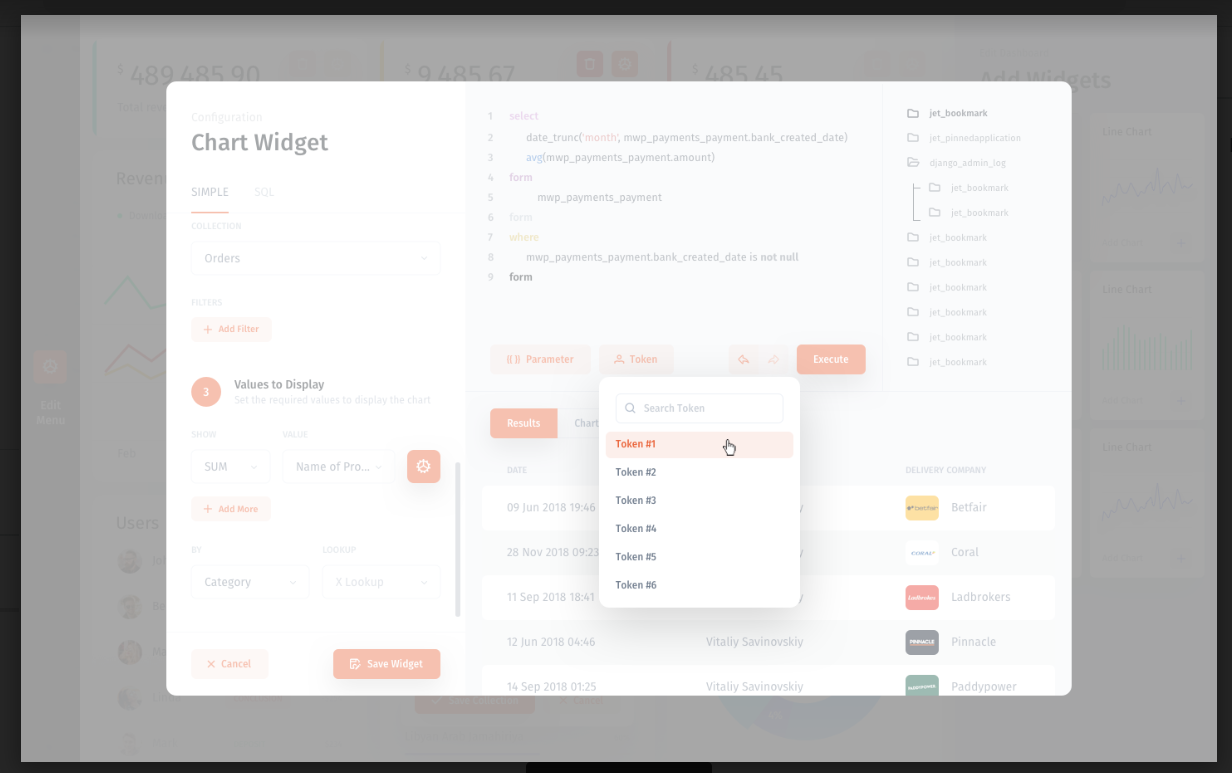 $ 489,485.90
$ 9,485.67
$ 485.45
Add Widgets
Total reve
Line Chart
Line Chart
Edit
Menu
Feb
Users
Configuration
Chart Widget
SIMPLE
SQL
COLLECTION
Orders
FILTERS
+ Add Filter
3
Values to Display
Set the required values to display the chart
SHOW
VALUE
SUM
Name of Pro...
+ Add More
BY
LOOKUP
Category
X Lookup
Cancel
Save Widget
1 select
2 date_trunc('month', mwp_payments_payment.bank_created_date)
3 avg(mwp_payments_payment.amount)
4 form
5 mwp_payments_payment
6 form
7 where
8 mwp_payments_payment.bank_created_date is not null
9 form
Parameter
Token
Execute
jet_bookmark
jet_pinnedapplication
django_admin_log
jet_bookmark
jet_bookmark
jet_bookmark
jet_bookmark
jet_bookmark
jet_bookmark
jet_bookmark
jet_bookmark
Search Token
Token #1
Token #2
Token #3
Token #4
Token #5
Token #6
Results
Chart
DATE
DELIVERY COMPANY
09 Jun 2018 19:46
betfair
Betfair
28 Nov 2018 09:23
CORAL
Coral
11 Sep 2018 18:41
Ladbrokes
Ladbrokers
12 Jun 2018 04:46
Vitaliy Savinovskiy
PINNACLE
Pinnacle
14 Sep 2018 01:25
Vitaliy Savinovskiy
PADDYPOWER
Paddypower